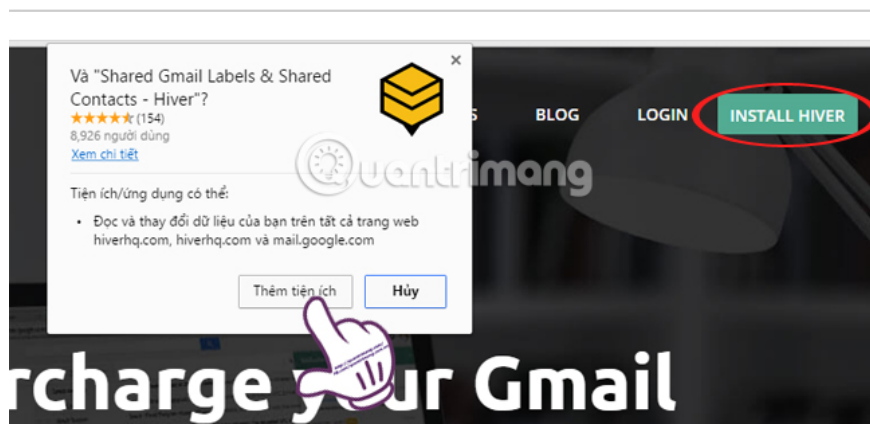 Và "Shared Gmail Labels & Shared
Contacts - Hiver"?
(154)
8,926 người dùng
Xem chi tiết
Tiện ích/ứng dụng có thể:
• Đọc và thay đổi dữ liệu của bạn trên tất cả trang web
hiverhq.com, hiverhq.com và mail.google.com
Thêm tiện ích
Hủy
S
BLOG
LOGIN
INSTALL HIVER
Quantrimang
rcharge your Gmail